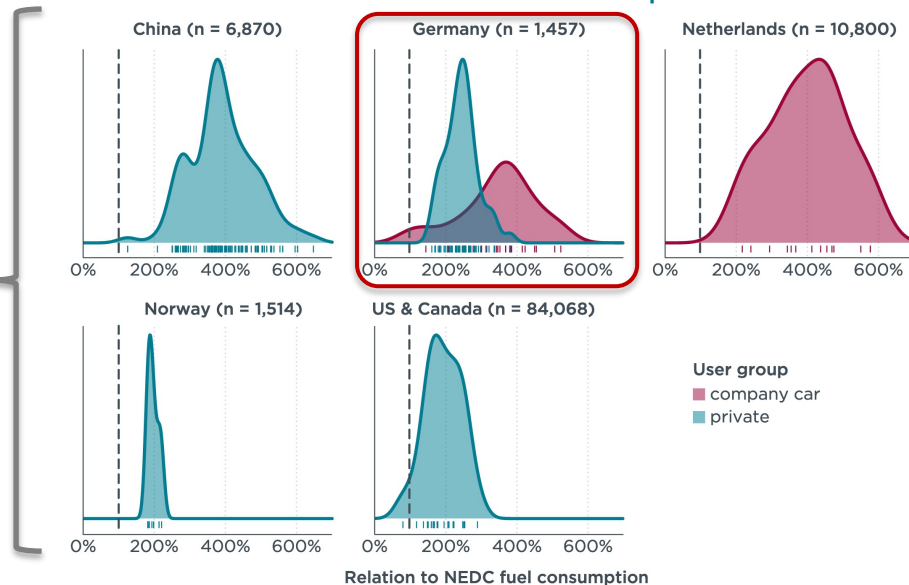 China (n = 6,870)
Germany (n = 1,457)
Netherlands (n = 10,800)
0% 200% 400% 600%
0% 200% 400% 600%
0% 200% 400% 600%
Norway (n = 1,514)
US & Canada (n = 84,068)
User group
company car
private
0% 200% 400% 600%
0% 200% 400% 600%
Relation to NEDC fuel consumption